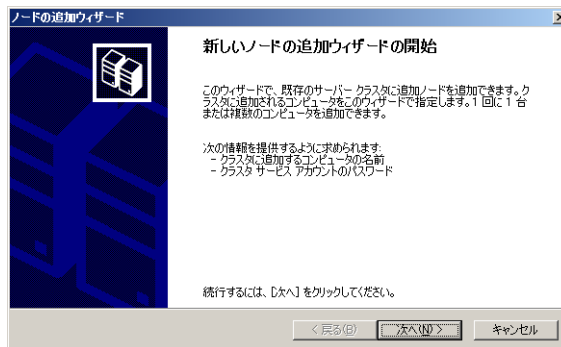 ノードの追加ウィザード
新しいノードの追加ウィザードの開始
このウィザードで、既存のサーバー クラスタに追加ノードを追加できます。ク
ラスタに追加されるコンピュータをこのウィザードで指定します。1 回に 1 台
または複数のコンピュータを追加できます。
次の情報を提供するように求められます:
- クラスタに追加するコンピュータの名前
- クラスタ サービス アカウントのパスワード
続行するには、[次へ] をクリックしてください。
< 戻る(B)
次へ(N) >
キャンセル